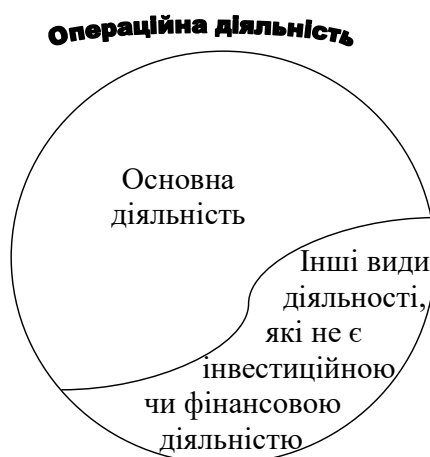 Операційна діяльність
Основна
діяльність
Інші види
діяльності,
які не є
інвестиційною
чи фінансовою
діяльністю